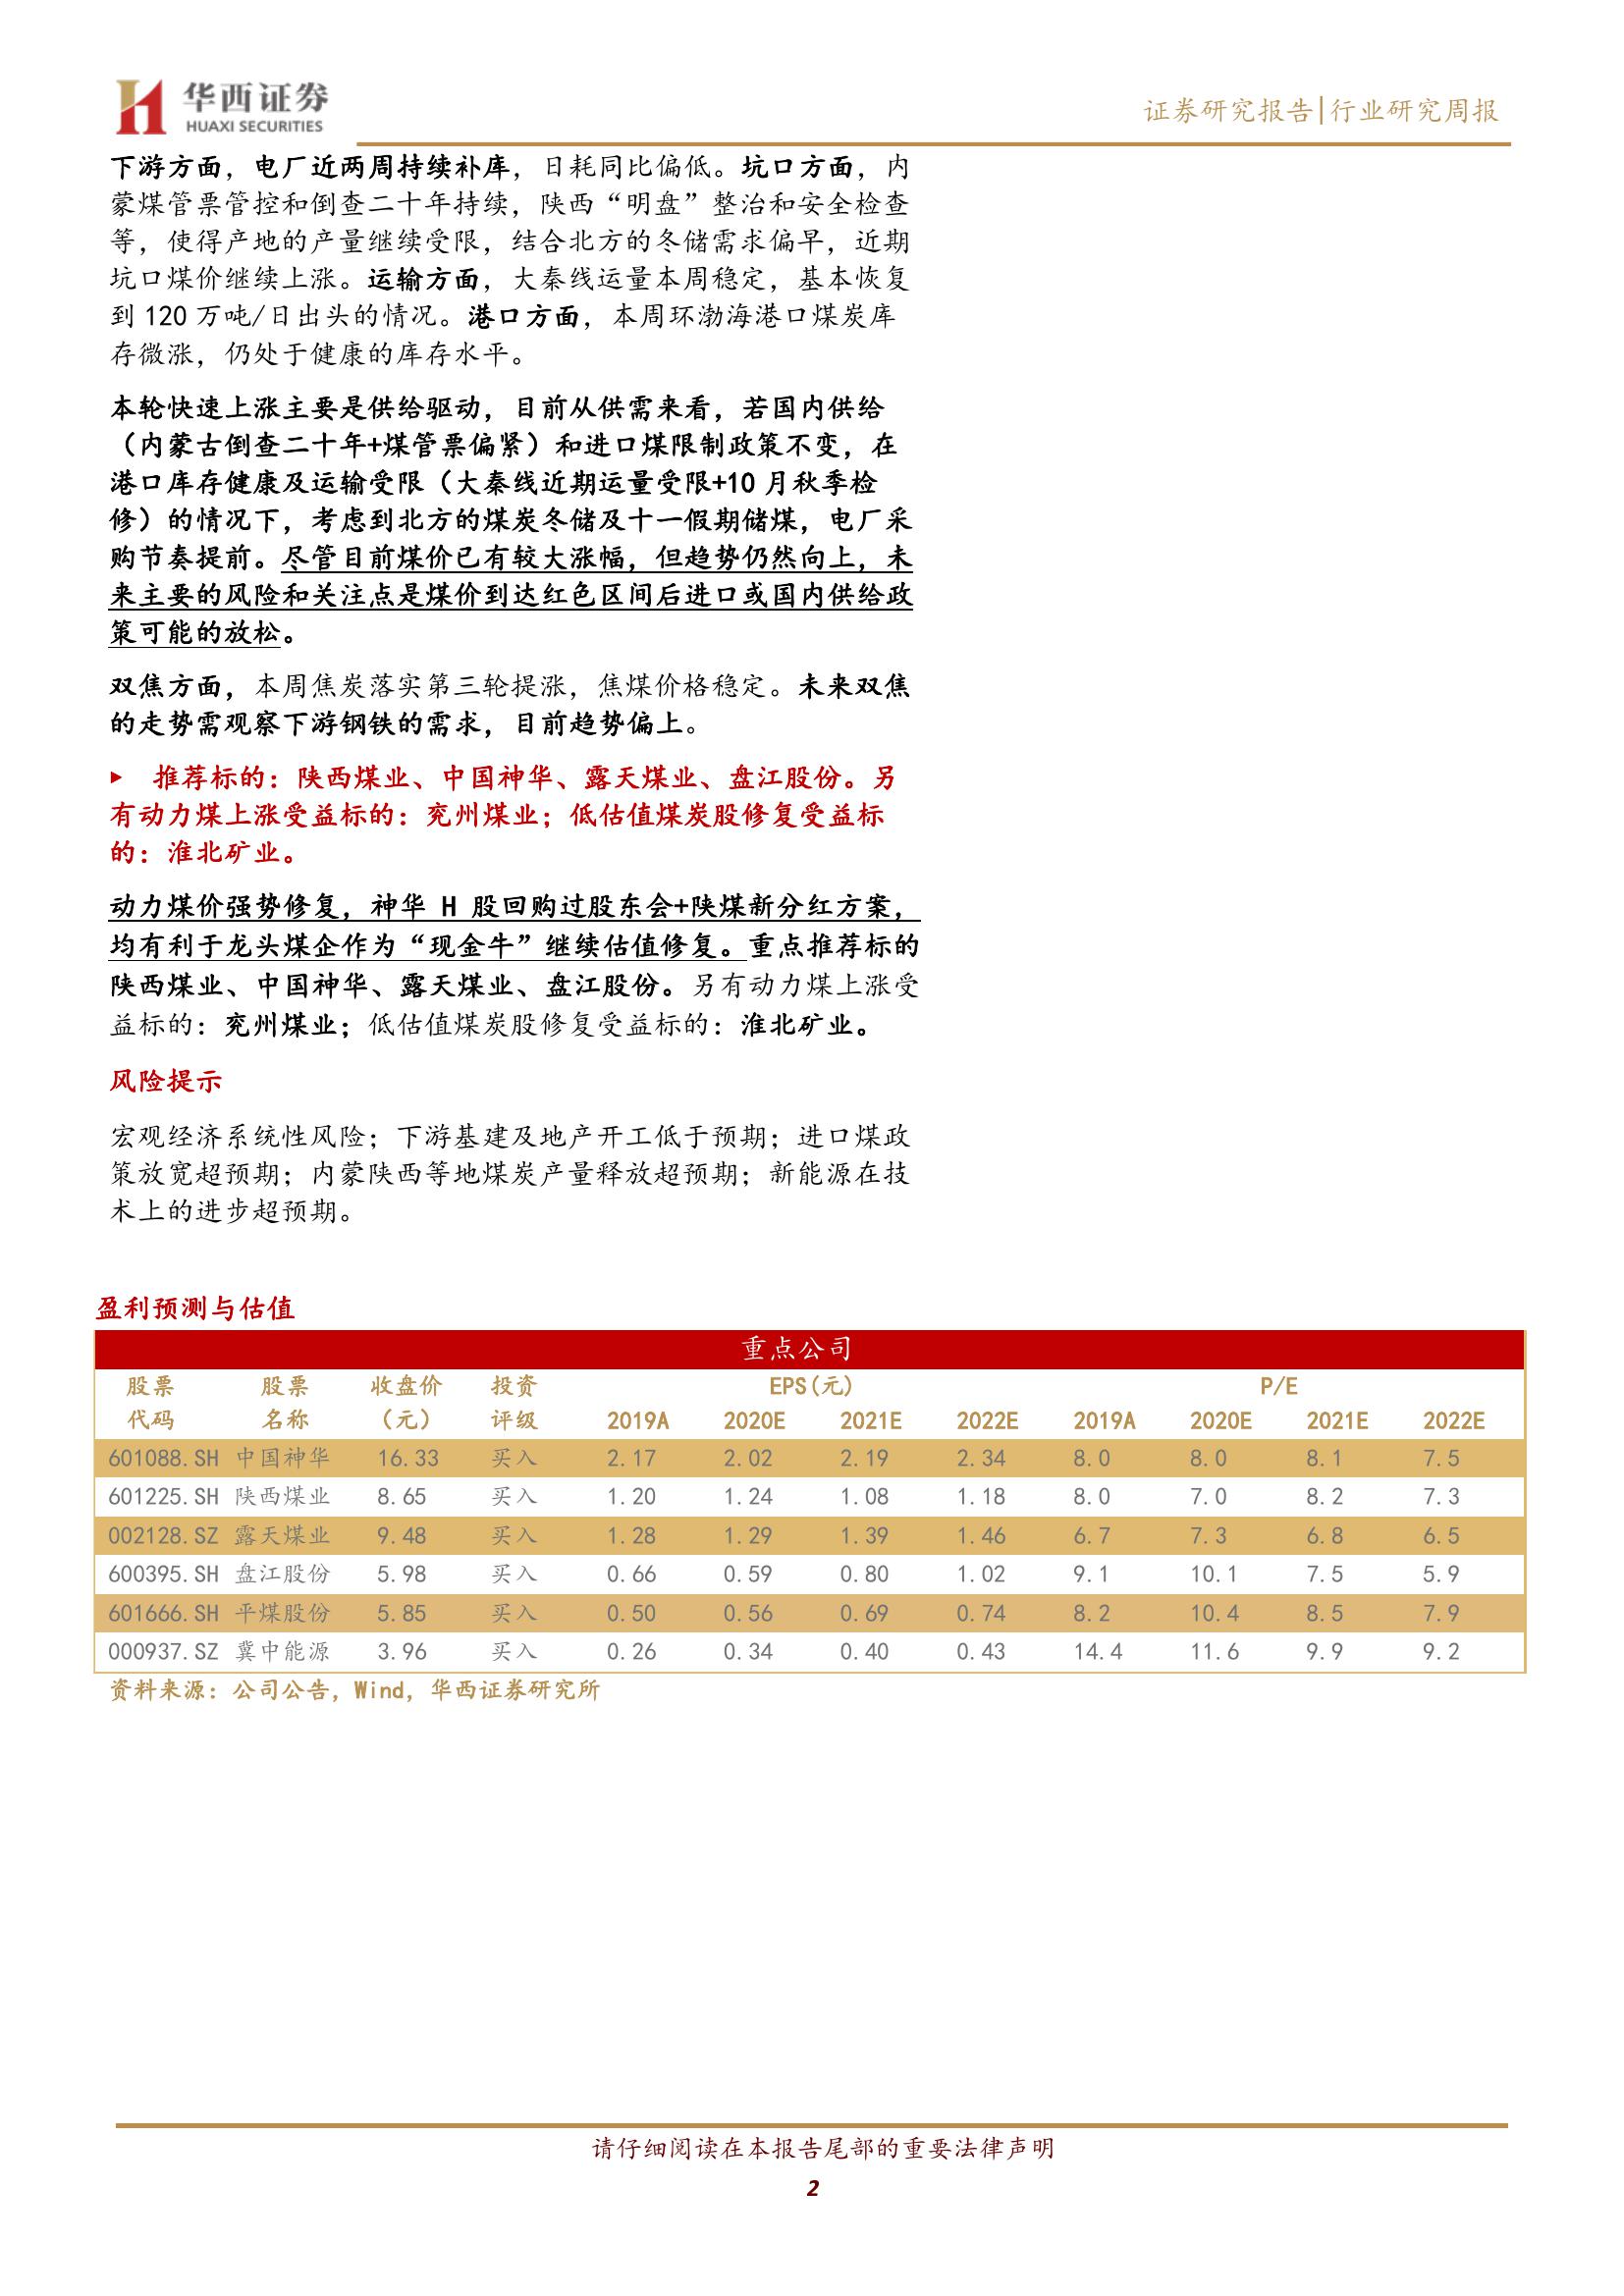 华西证券
HUAXI SECURITIES
证券研究报告|行业研究周报
下游方面，电厂近两周持续补库，日耗同比偏低。坑口方面，内
蒙煤管票管控和倒查二十年持续，陕西“明盘”整治和安全检查
等，使得产地的产量继续受限，结合北方的冬储需求偏早，近期
坑口煤价继续上涨。运输方面，大秦线运量本周稳定，基本恢复
到 120 万吨/日出头的情况。港口方面，本周环渤海港口煤炭库
存微涨，仍处于健康的库存水平。
本轮快速上涨主要是供给驱动，目前从供需来看，若国内供给
（内蒙古倒查二十年+煤管票偏紧）和进口煤限制政策不变，在
港口库存健康及运输受限（大秦线近期运量受限+10 月秋季检
修）的情况下，考虑到北方的煤炭冬储及十一假期储煤，电厂采
购节奏提前。尽管目前煤价已有较大涨幅，但趋势仍然向上，未
来主要的风险和关注点是煤价到达红色区间后进口或国内供给政
策可能的放松。
双焦方面，本周焦炭落实第三轮提涨，焦煤价格稳定。未来双焦
的走势需观察下游钢铁的需求，目前趋势偏上。
▶ 推荐标的：陕西煤业、中国神华、露天煤业、盘江股份。另
有动力煤上涨受益标的：兖州煤业；低估值煤炭股修复受益标
的：淮北矿业。
动力煤价强势修复，神华 H 股回购过股东会+陕煤新分红方案，
均有利于龙头煤企作为“现金牛”继续估值修复。重点推荐标的
陕西煤业、中国神华、露天煤业、盘江股份。另有动力煤上涨受
益标的：兖州煤业；低估值煤炭股修复受益标的：淮北矿业。
风险提示
宏观经济系统性风险；下游基建及地产开工低于预期；进口煤政
策放宽超预期；内蒙陕西等地煤炭产量释放超预期；新能源在技
术上的进步超预期。
盈利预测与估值
重点公司
股票 股票 收盘价 投资 EPS(元) P/E
代码 名称 （元） 评级 2019A 2020E 2021E 2022E 2019A 2020E 2021E 2022E
601088.SH 中国神华 16.33 买入 2.17 2.02 2.19 2.34 8.0 8.0 8.1 7.5
601225.SH 陕西煤业 8.65 买入 1.20 1.24 1.08 1.18 8.0 7.0 8.2 7.3
002128.SZ 露天煤业 9.48 买入 1.28 1.29 1.39 1.46 6.7 7.3 6.8 6.5
600395.SH 盘江股份 5.98 买入 0.66 0.59 0.80 1.02 9.1 10.1 7.5 5.9
601666.SH 平煤股份 5.85 买入 0.50 0.56 0.69 0.74 8.2 10.4 8.5 7.9
000937.SZ 冀中能源 3.96 买入 0.26 0.34 0.40 0.43 14.4 11.6 9.9 9.2
资料来源：公司公告，Wind，华西证券研究所
请仔细阅读在本报告尾部的重要法律声明
2